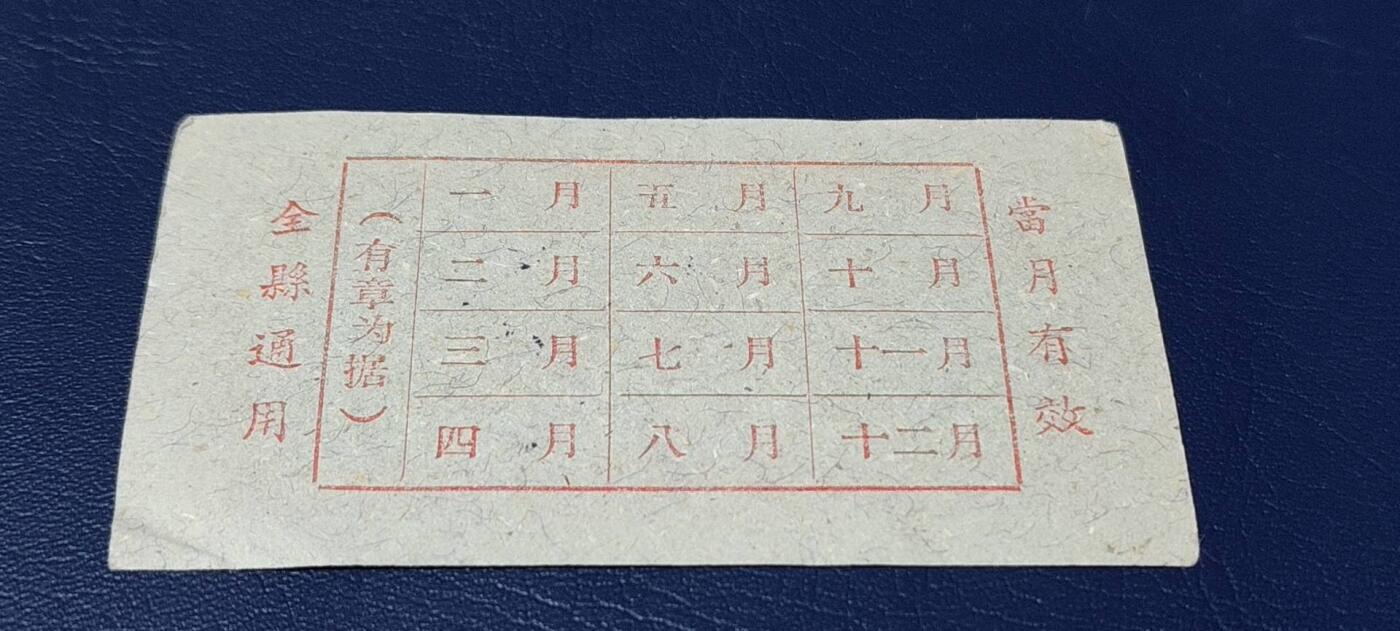 當月有效
全縣通用
（有章为据）
一月
二月
三月
四月
五月
六月
七月
八月
九月
十月
十一月
十二月